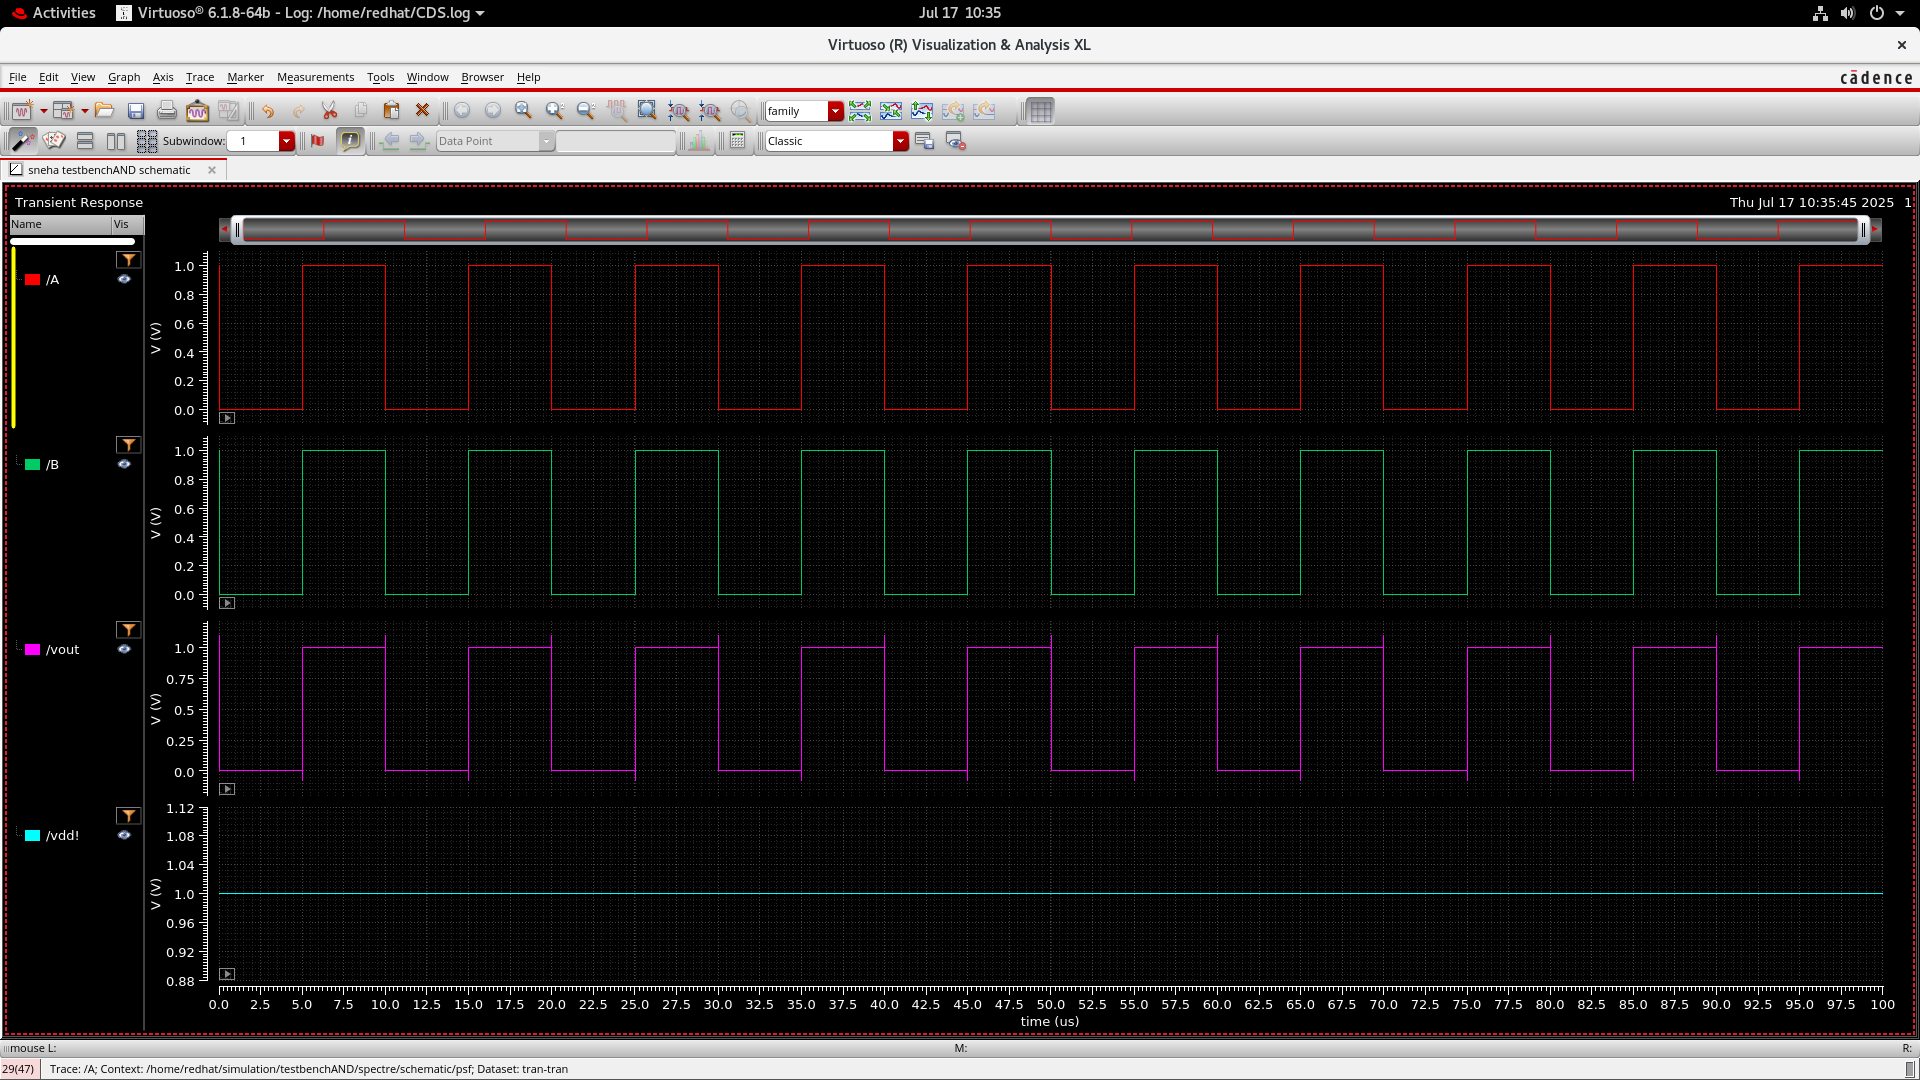 Activities Virtuoso® 6.1.8-64b - Log: /home/redhat/CDS.log Jul 17 10:35
Virtuoso (R) Visualization & Analysis XL ×
File Edit View Graph Axis Trace Marker Measurements Tools Window Browser Help cādence
family
Subwindow: 1 Data Point Classic
sneha testbenchAND schematic
Transient Response Thu Jul 17 10:35:45 2025 1
Name Vis
/A
V (V)
1.0
0.8
0.6
0.4
0.2
0.0
/B
V (V)
1.0
0.8
0.6
0.4
0.2
0.0
/vout
V (V)
1.0
0.75
0.5
0.25
0.0
/vdd!
V (V)
1.12
1.08
1.04
1.0
0.96
0.92
0.88
0.0 2.5 5.0 7.5 10.0 12.5 15.0 17.5 20.0 22.5 25.0 27.5 30.0 32.5 35.0 37.5 40.0 42.5 45.0 47.5 50.0 52.5 55.0 57.5 60.0 62.5 65.0 67.5 70.0 72.5 75.0 77.5 80.0 82.5 85.0 87.5 90.0 92.5 95.0 97.5 100
time (us)
mouse L: M: R:
29(47) Trace: /A; Context: /home/redhat/simulation/testbenchAND/spectre/schematic/psf; Dataset: tran-tran